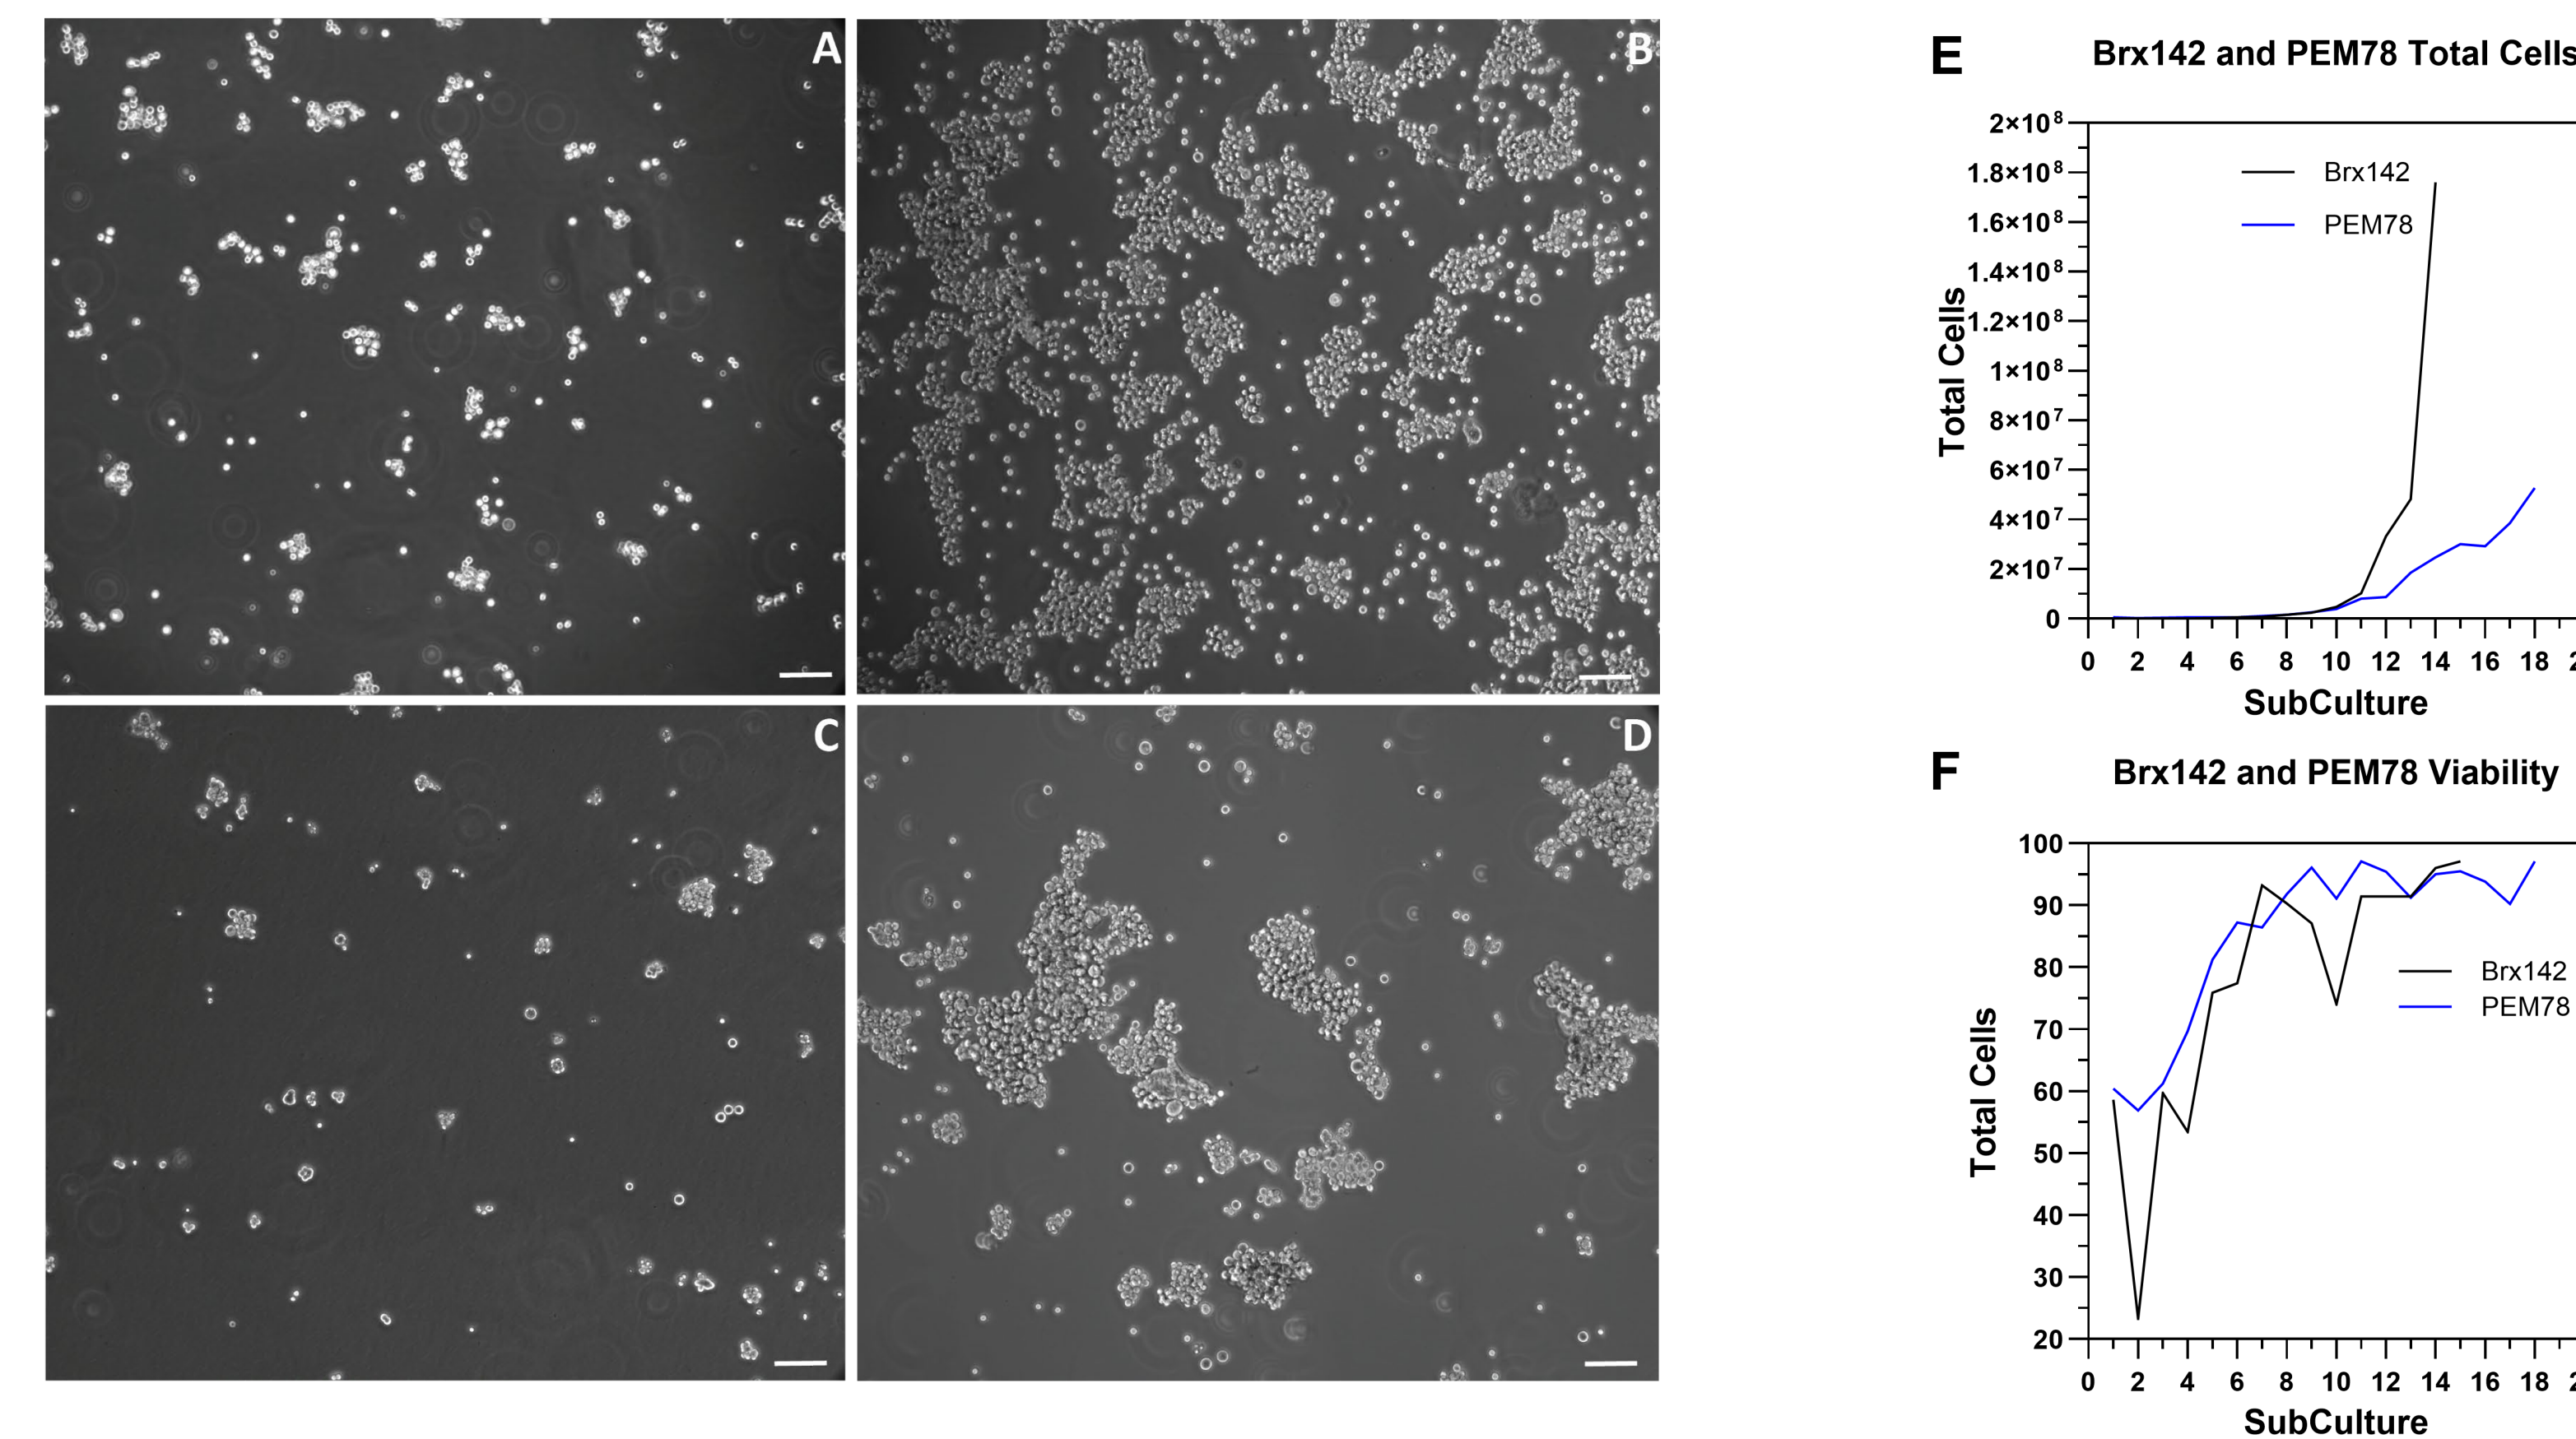 A
B
C
D
E
Brx142 and PEM78 Total Cells
2×10⁸
1.8×10⁸
1.6×10⁸
1.4×10⁸
1.2×10⁸
1×10⁸
8×10⁷
6×10⁷
4×10⁷
2×10⁷
0
Total Cells
Brx142
PEM78
0 2 4 6 8 10 12 14 16 18 2
SubCulture
F
Brx142 and PEM78 Viability
100
90
80
70
60
50
40
30
20
Total Cells
Brx142
PEM78
0 2 4 6 8 10 12 14 16 18 2
SubCulture